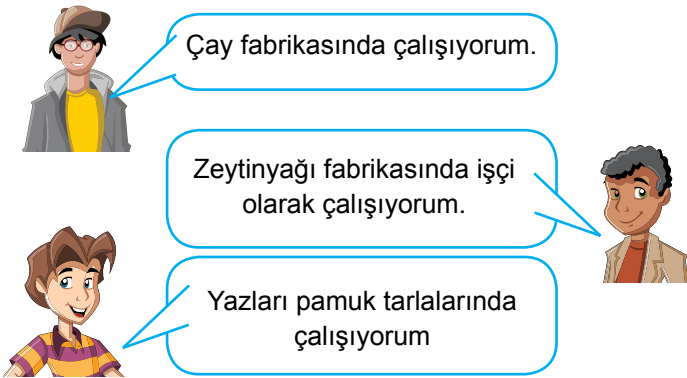 Çay fabrikasında çalışıyorum.
Zeytinyağı fabrikasında işçi
olarak çalışıyorum.
Yazları pamuk tarlalarında
çalışıyorum